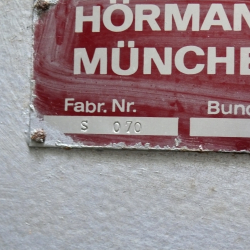 HÖRMAN
MÜNCHE
Fabr. Nr. Bund
S 070